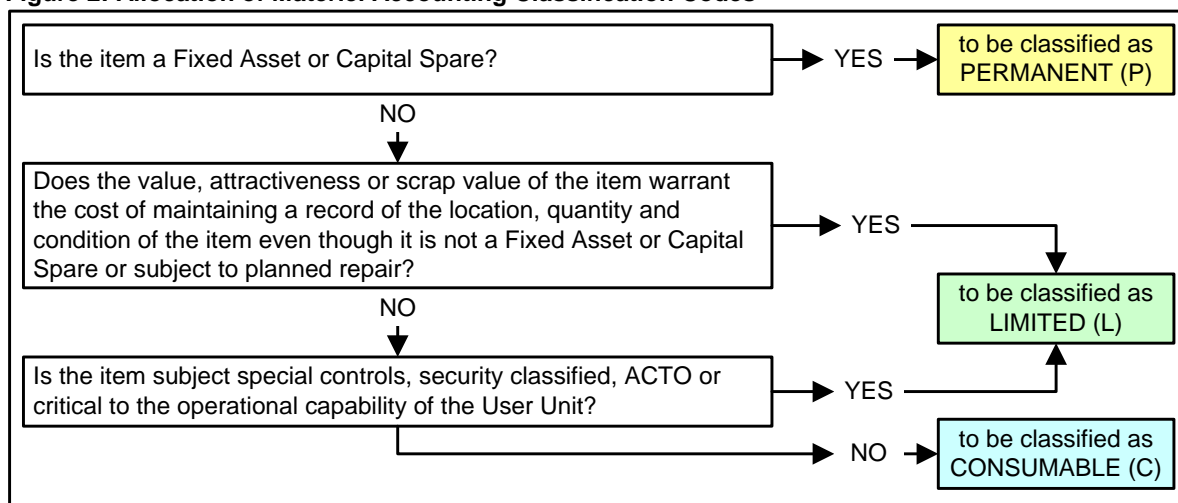 Figure 2: Allocation of Materiel Accounting Classification Codes
Is the item a Fixed Asset or Capital Spare?
YES
to be classified as
PERMANENT (P)
NO
Does the value, attractiveness or scrap value of the item warrant
the cost of maintaining a record of the location, quantity and
condition of the item even though it is not a Fixed Asset or Capital
Spare or subject to planned repair?
YES
to be classified as
LIMITED (L)
NO
Is the item subject special controls, security classified, ACTO or
critical to the operational capability of the User Unit?
YES
NO
to be classified as
CONSUMABLE (C)